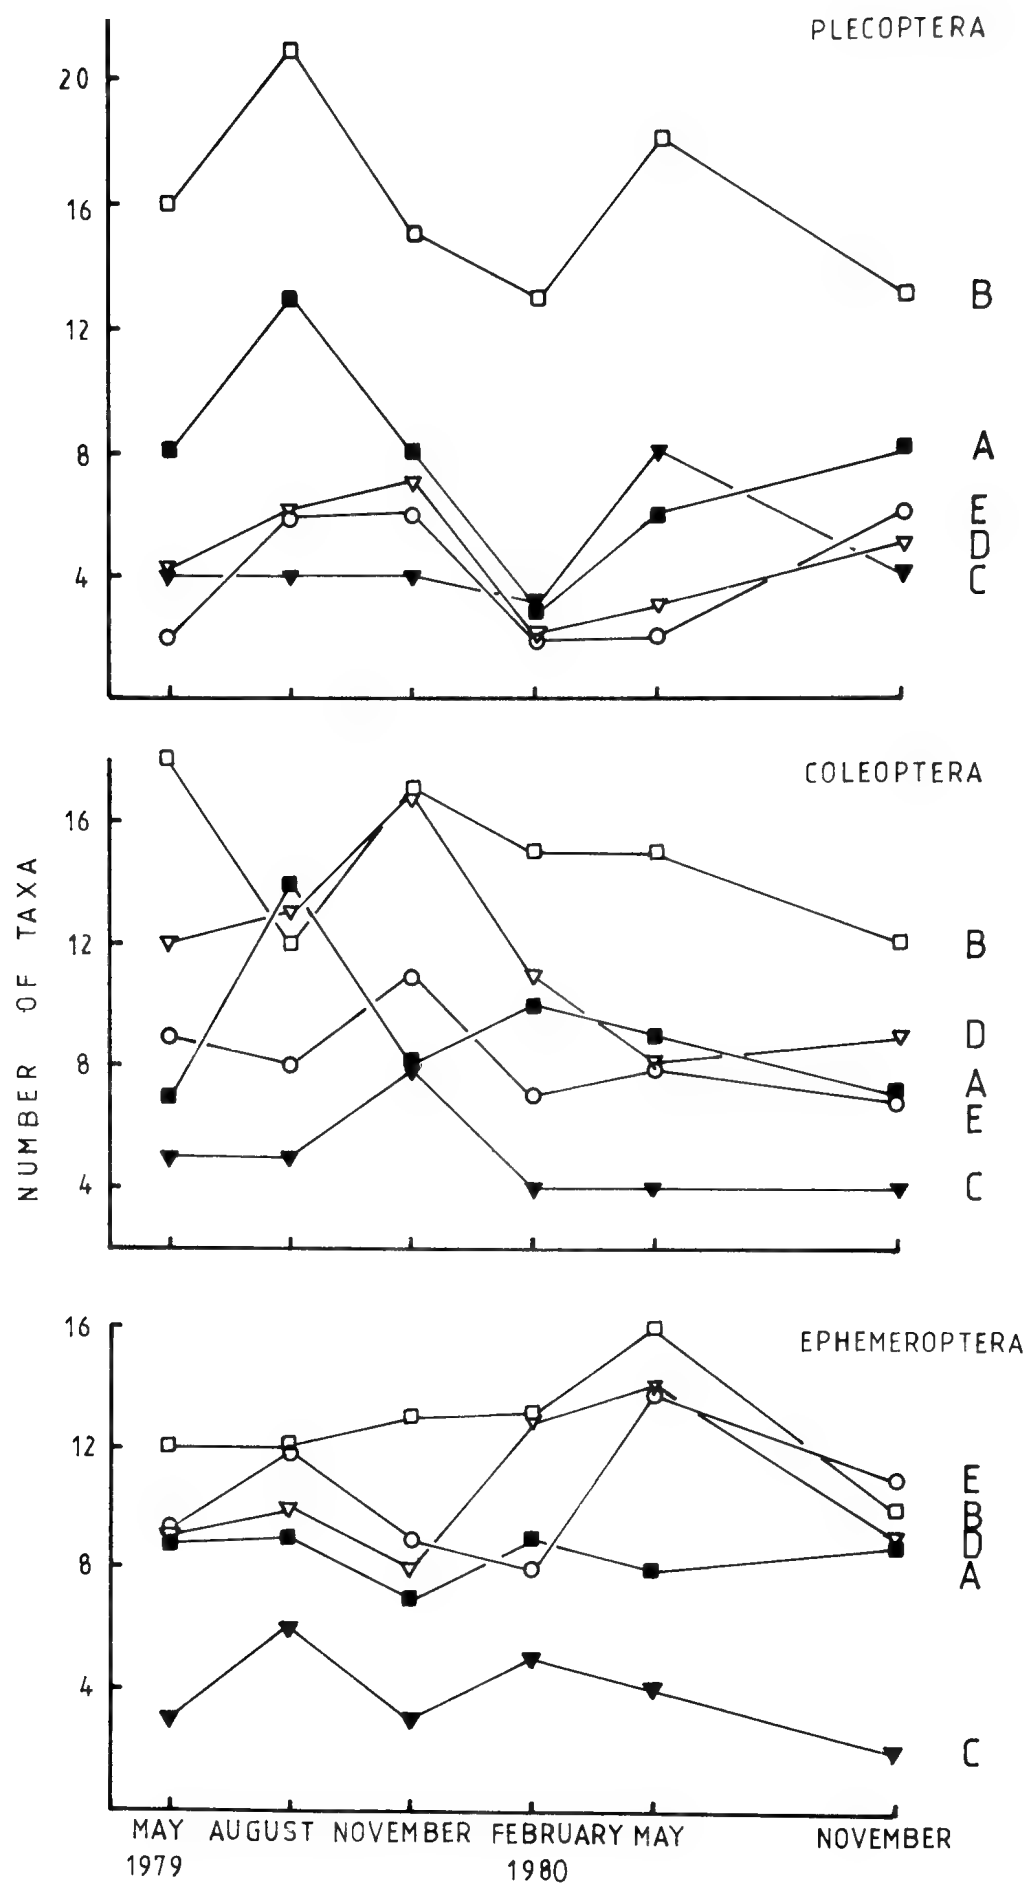 PLECOPTERA
20
16
12
8
4
B
A
E
D
C
COLEOPTERA
16
12
8
4
B
D
A
E
C
NUMBER OF TAXA
EPHEMEROPTERA
16
12
8
4
E
B
D
A
C
MAY AUGUST NOVEMBER FEBRUARY MAY NOVEMBER
1979 1980